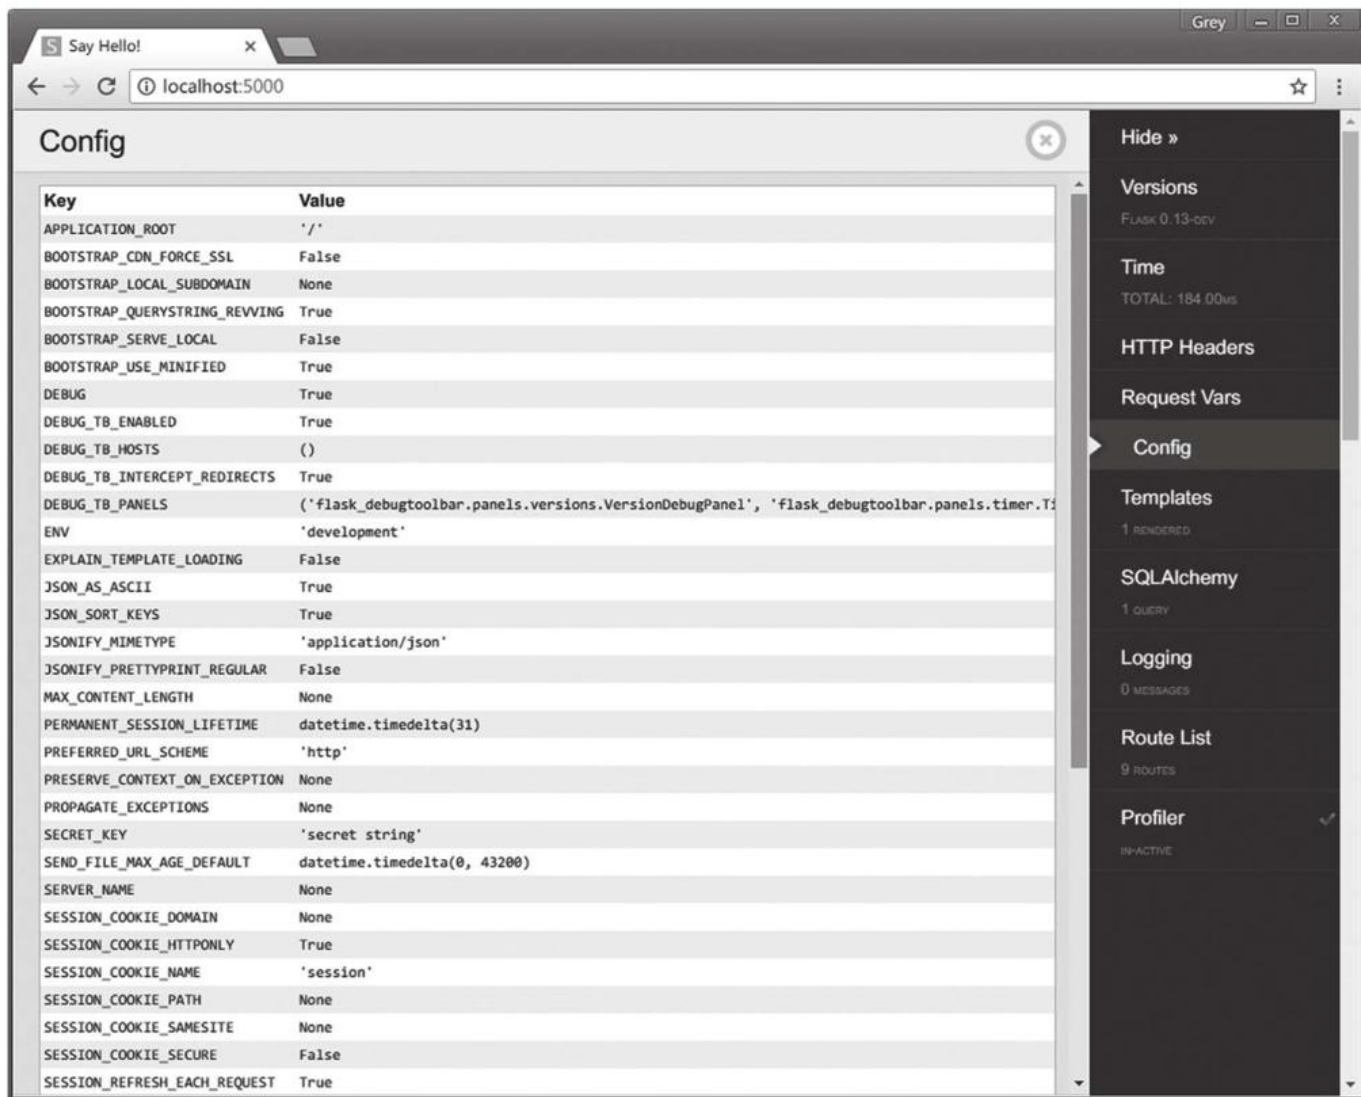 Grey
Say Hello!
localhost:5000
Config
Key Value
APPLICATION_ROOT '/'
BOOTSTRAP_CDN_FORCE_SSL False
BOOTSTRAP_LOCAL_SUBDOMAIN None
BOOTSTRAP_QUERYSTRING_REVVING True
BOOTSTRAP_SERVE_LOCAL False
BOOTSTRAP_USE_MINIFIED True
DEBUG True
DEBUG_TB_ENABLED True
DEBUG_TB_HOSTS ()
DEBUG_TB_INTERCEPT_REDIRECTS True
DEBUG_TB_PANELS ('flask_debugtoolbar.panels.versions.VersionDebugPanel', 'flask_debugtoolbar.panels.timer.Ti
ENV 'development'
EXPLAIN_TEMPLATE_LOADING False
JSON_AS_ASCII True
JSON_SORT_KEYS True
JSONIFY_MIMETYPE 'application/json'
JSONIFY_PRETTYPRINT_REGULAR False
MAX_CONTENT_LENGTH None
PERMANENT_SESSION_LIFETIME datetime.timedelta(31)
PREFERRED_URL_SCHEME 'http'
PRESERVE_CONTEXT_ON_EXCEPTION None
PROPAGATE_EXCEPTIONS None
SECRET_KEY 'secret string'
SEND_FILE_MAX_AGE_DEFAULT datetime.timedelta(0, 43200)
SERVER_NAME None
SESSION_COOKIE_DOMAIN None
SESSION_COOKIE_HTTPONLY True
SESSION_COOKIE_NAME 'session'
SESSION_COOKIE_PATH None
SESSION_COOKIE_SAMESITE None
SESSION_COOKIE_SECURE False
SESSION_REFRESH_EACH_REQUEST True
Hide »
Versions
FLASK 0.13-DEV
Time
TOTAL: 184.00MS
HTTP Headers
Request Vars
Config
Templates
1 RENDERED
SQLAlchemy
1 QUERY
Logging
0 MESSAGES
Route List
9 ROUTES
Profiler
IN-ACTIVE